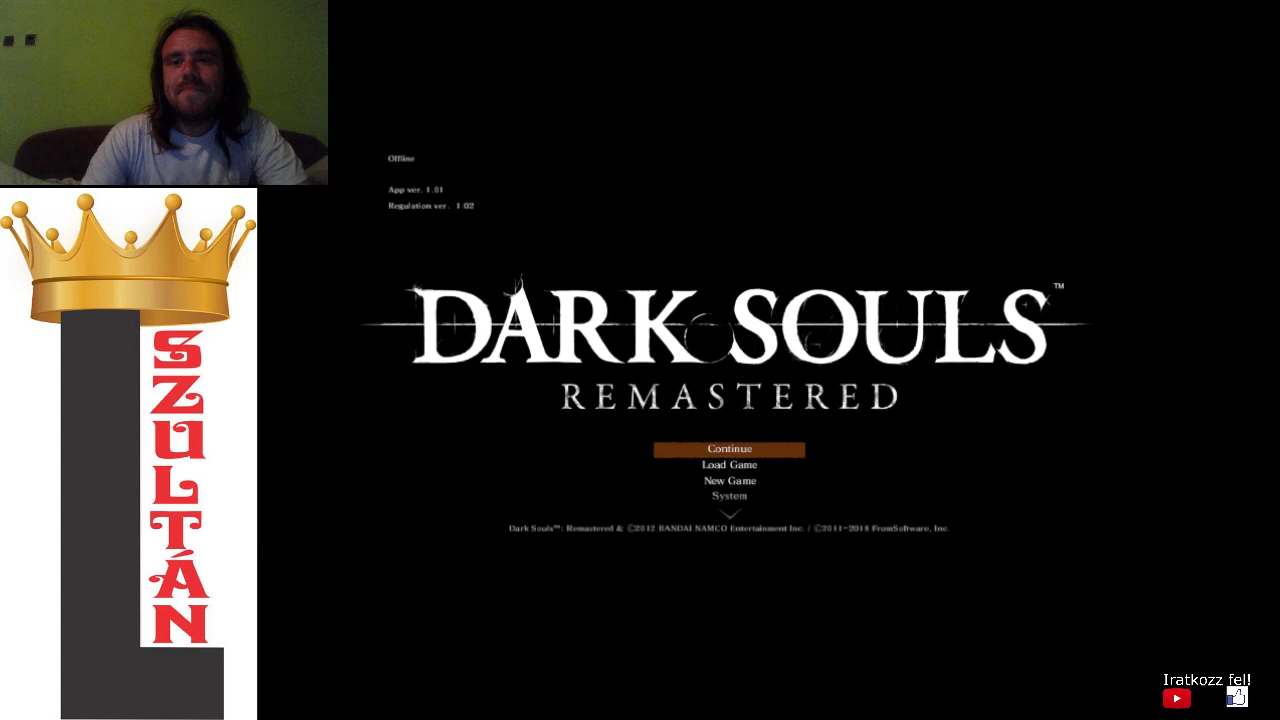 Offline
App ver. 1.01
Regulation ver. 1.02
DARK SOULS™
REMASTERED
Continue
Load Game
New Game
System
Dark Souls™: Remastered & ©2012 BANDAI NAMCO Entertainment Inc. / ©2011-2018 FromSoftware, Inc.
L
SZULTÁN
Iratkozz fel!